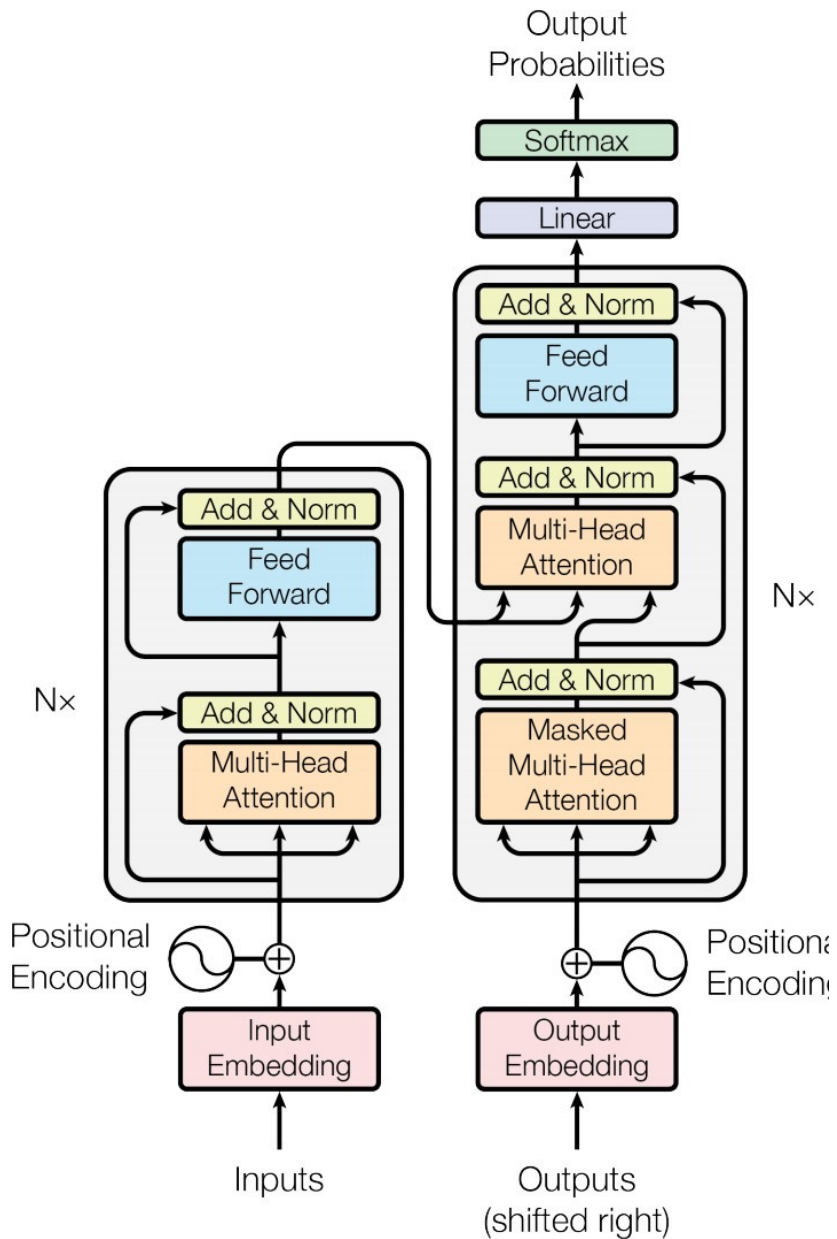 Output
Probabilities
Softmax
Linear
Add & Norm
Feed
Forward
Add & Norm
Multi-Head
Attention
Nx
Add & Norm
Masked
Multi-Head
Attention
Add & Norm
Feed
Forward
Nx
Add & Norm
Multi-Head
Attention
Positional
Encoding
Positiona
Encoding
Input
Embedding
Output
Embedding
Inputs
Outputs
(shifted right)